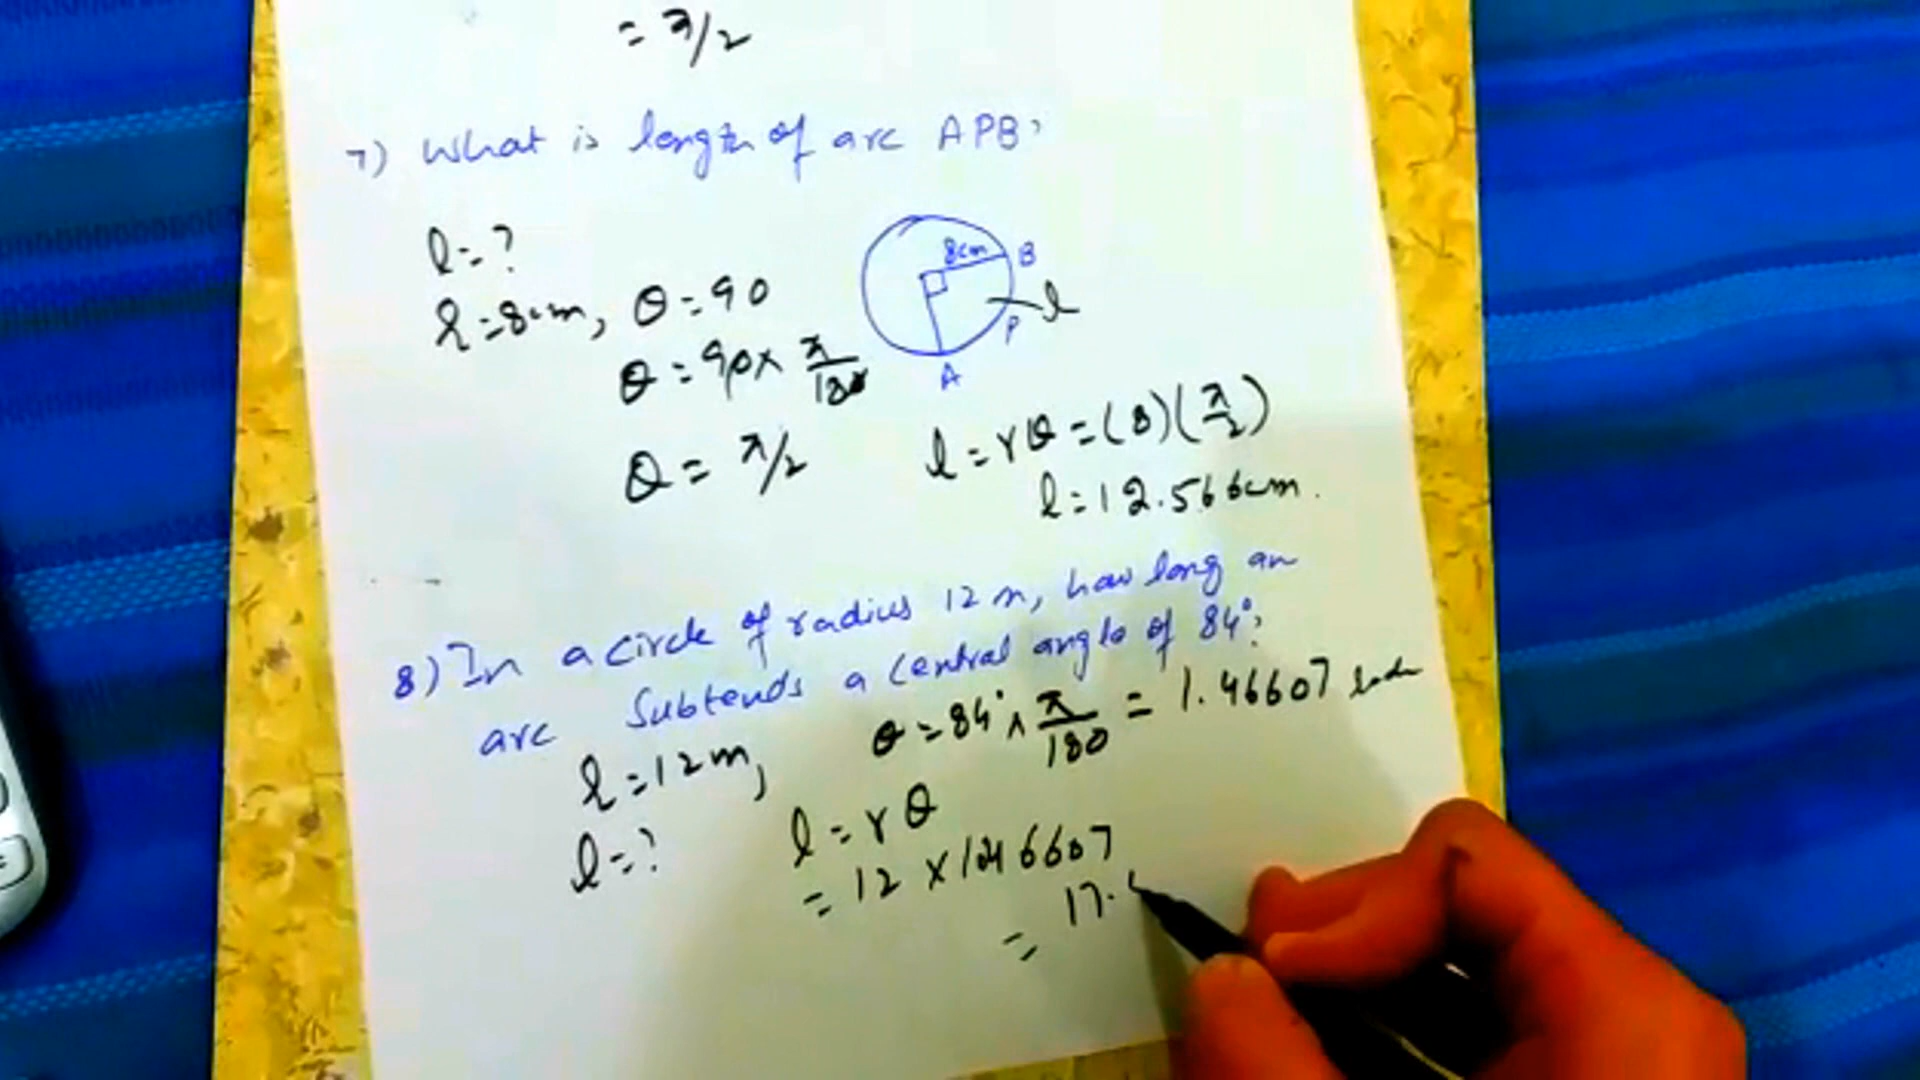 = π/2
7) What is length of arc APB?
l = ?
r = 8cm, θ = 90
8cm B
l
P
A
θ = 90 × π/180
θ = π/2
l = rθ = (8)(π/2)
l = 12.566cm.
8) In a circle of radius 12 m, how long an
arc subtends a central angle of 84°?
r = 12m, θ = 84° × π/180 = 1.46607
l = ? l = rθ
= 12 × 1.46607
= 17.